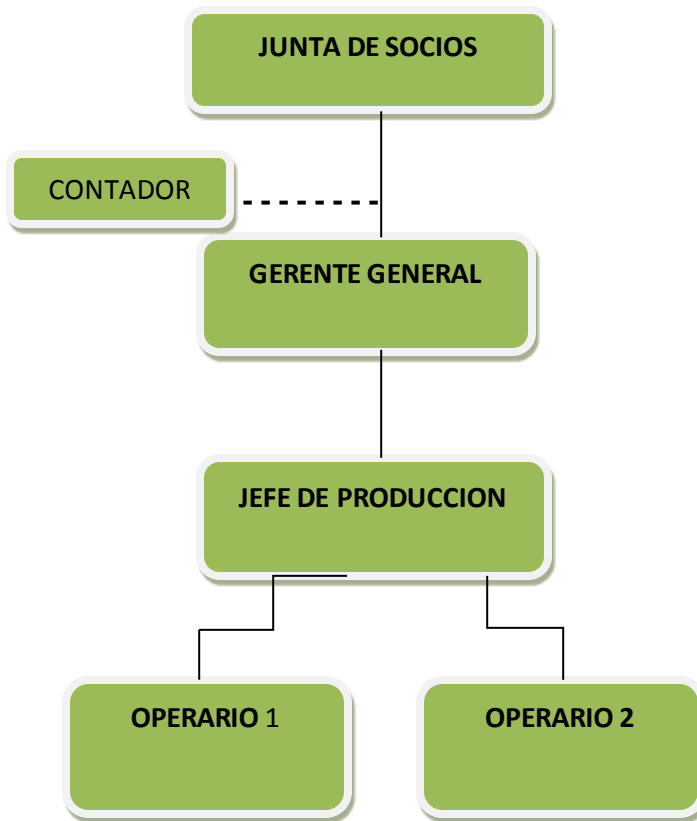 JUNTA DE SOCIOS
CONTADOR
GERENTE GENERAL
JEFE DE PRODUCCION
OPERARIO 1
OPERARIO 2